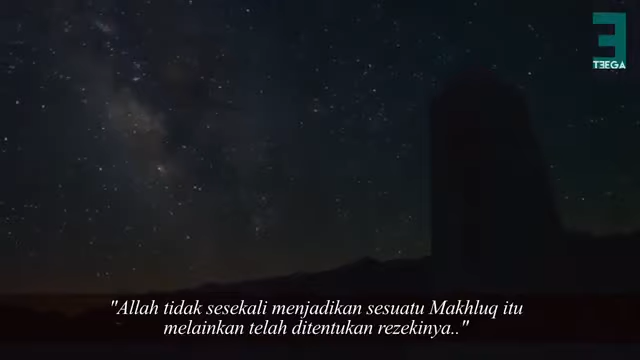 TEEGA
"Allah tidak sesekali menjadikan sesuatu Makhluq itu
melainkan telah ditentukan rezekinya.."